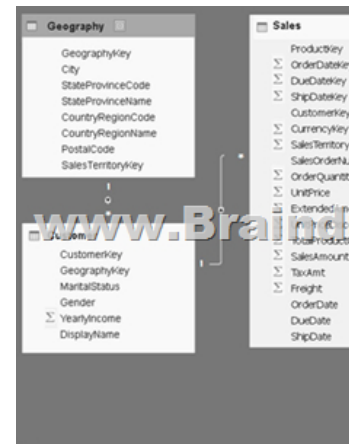 Geography
GeographyKey
City
StateProvinceCode
StateProvinceName
CountryRegionCode
CountryRegionName
PostalCode
SalesTerritoryKey
CustomerKey
GeographyKey
MaritalStatus
Gender
YearlyIncome
DisplayName
Sales
ProductKey
OrderDateKe
DueDateKey
ShipDateKey
CustomerKey
CurrencyKey
SalesTerritory
SalesOrderNu
OrderQuantit
UnitPrice
SalesAmount
TaxAmt
Freight
OrderDate
DueDate
ShipDate
www.Braind